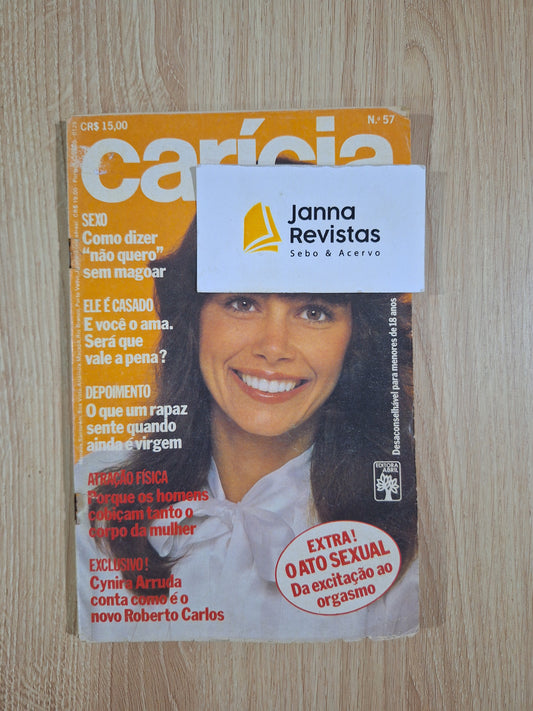 CR$ 15,00
N.º 57
carícia
Janna
Revistas
Sebo & Acervo
SEXO
Como dizer
"não quero"
sem magoar
ELE É CASADO
E você o ama.
Será que
vale a pena?
DEPOIMENTO
O que um rapaz
sente quando
ainda é virgem
ATRAÇÃO FÍSICA
Porque os homens
cobiçam tanto o
corpo da mulher
EXCLUSIVO!
Cynira Arruda
conta como é o
novo Roberto Carlos
Desaconselhável para menores de 18 anos
EDITORA
ABRIL
EXTRA!
O ATO SEXUAL
Da excitação ao
orgasmo